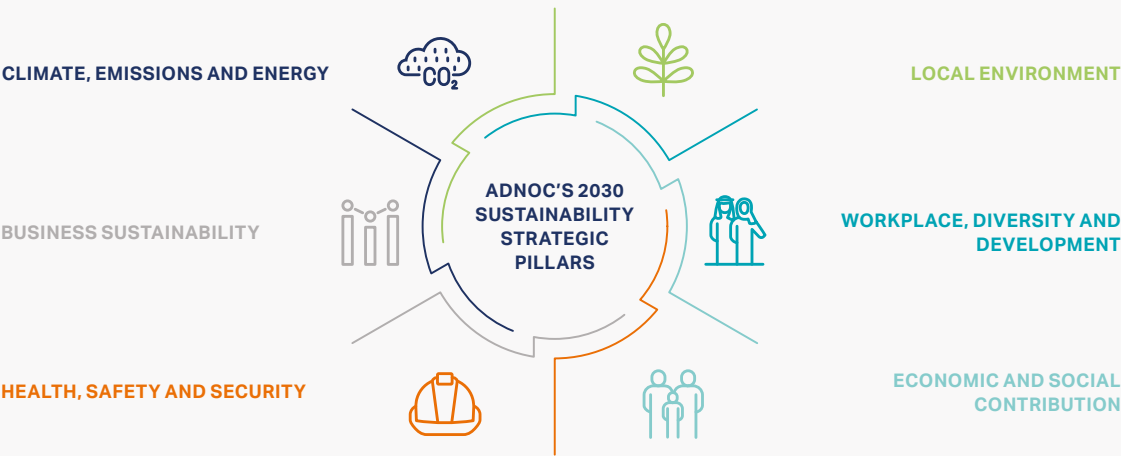 CLIMATE, EMISSIONS AND ENERGY
CO₂
LOCAL ENVIRONMENT
ADNOC'S 2030
SUSTAINABILITY
STRATEGIC
PILLARS
BUSINESS SUSTAINABILITY
WORKPLACE, DIVERSITY AND
DEVELOPMENT
HEALTH, SAFETY AND SECURITY
ECONOMIC AND SOCIAL
CONTRIBUTION